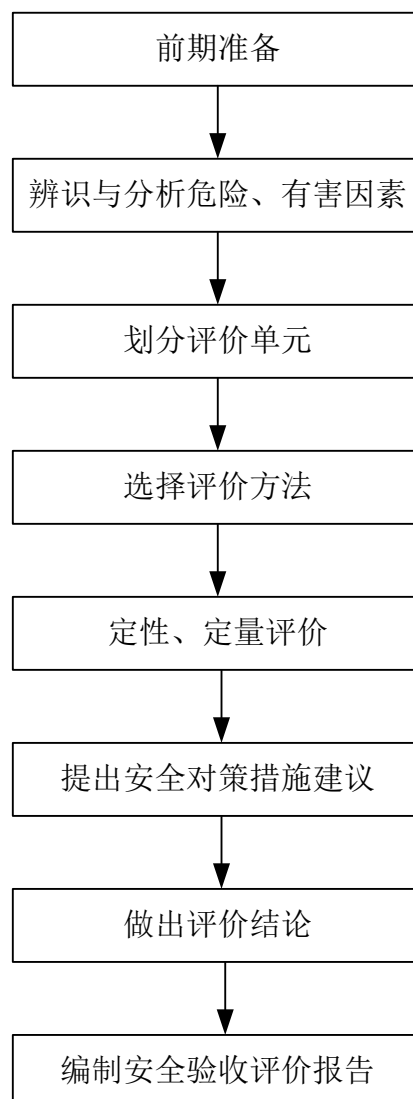 前期准备
辨识与分析危险、有害因素
划分评价单元
选择评价方法
定性、定量评价
提出安全对策措施建议
做出评价结论
编制安全验收评价报告